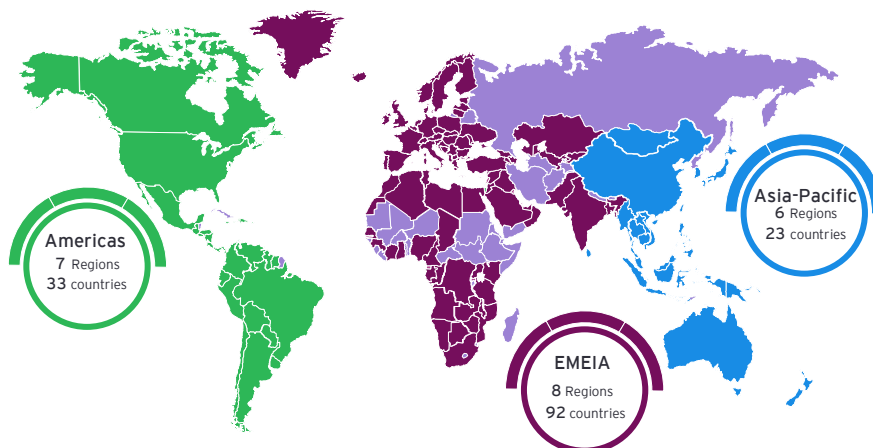 Americas
7 Regions
33 countries
EMEIA
8 Regions
92 countries
Asia-Pacific
6 Regions
23 countries